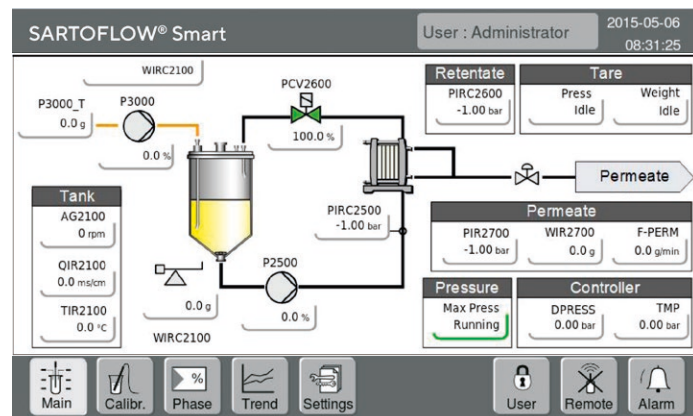 SARTOFLOW® Smart
User : Administrator
2015-05-06
08:31:25
WIRC2100
P3000_T
0.0 g
P3000
0.0 %
PCV2600
100.0 %
Retentate
PIRC2600
-1.00 bar
Tare
Press
Idle
Weight
Idle
Permeate
Tank
AG2100
0 rpm
QIR2100
0.0 ms/cm
TIR2100
0.0 °C
PIRC2500
-1.00 bar
P2500
0.0 %
0.0 g
WIRC2100
Permeate
PIR2700
-1.00 bar
WIR2700
0.0 g
F-PERM
0.0 g/min
Pressure
Max Press
Running
Controller
DPRESS
0.00 bar
TMP
0.00 bar
Main
Calibr.
%
Phase
Trend
Settings
User
Remote
Alarm